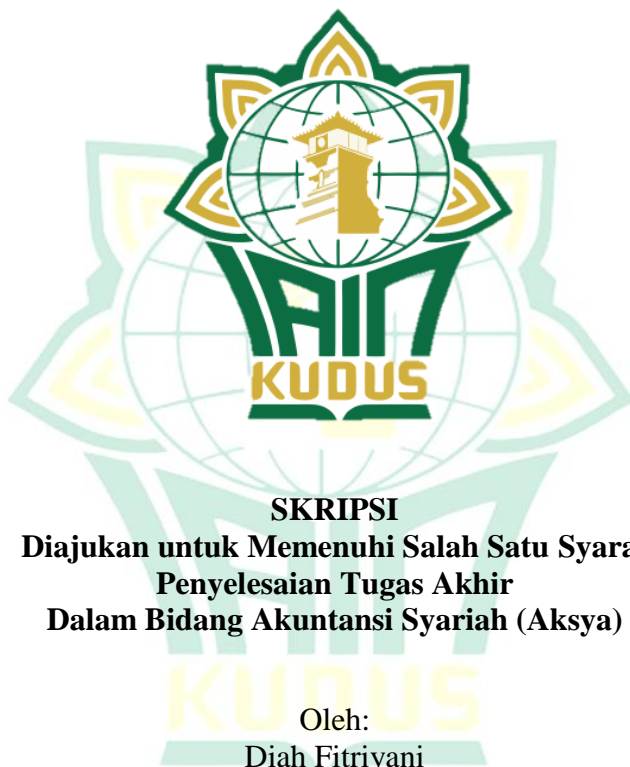 IAIN
KUDUS
SKRIPSI
Diajukan untuk Memenuhi Salah Satu Syara
Penyelesaian Tugas Akhir
Dalam Bidang Akuntansi Syariah (Aksya)
Oleh:
Diah Fitriyani